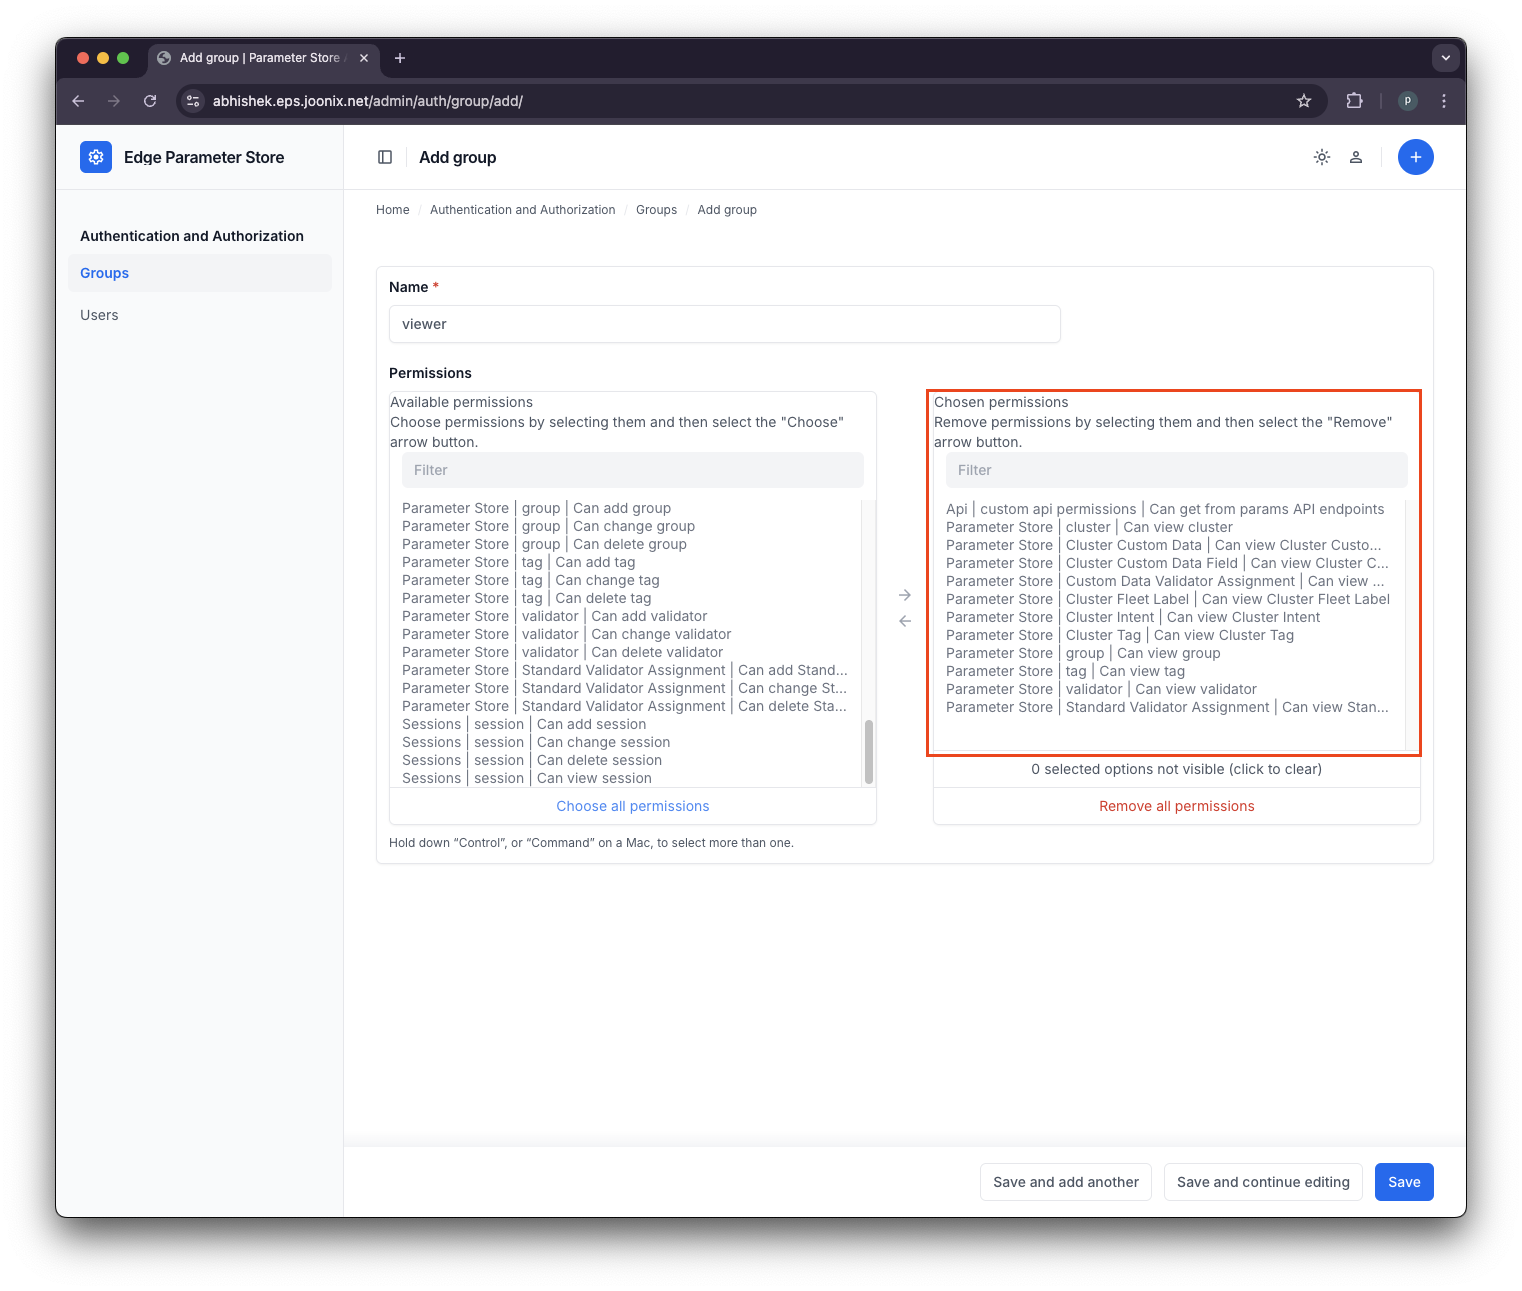 Add group | Parameter Store
abhishek.eps.joonix.net/admin/auth/group/add/
p
Edge Parameter Store
Add group
Home / Authentication and Authorization / Groups / Add group
Authentication and Authorization
Groups
Users
Name *
viewer
Permissions
Available permissions
Choose permissions by selecting them and then select the "Choose"
arrow button.
Filter
Parameter Store | group | Can add group
Parameter Store | group | Can change group
Parameter Store | group | Can delete group
Parameter Store | tag | Can add tag
Parameter Store | tag | Can change tag
Parameter Store | tag | Can delete tag
Parameter Store | validator | Can add validator
Parameter Store | validator | Can change validator
Parameter Store | validator | Can delete validator
Parameter Store | Standard Validator Assignment | Can add Stand...
Parameter Store | Standard Validator Assignment | Can change St...
Parameter Store | Standard Validator Assignment | Can delete Sta...
Sessions | session | Can add session
Sessions | session | Can change session
Sessions | session | Can delete session
Sessions | session | Can view session
Choose all permissions
Chosen permissions
Remove permissions by selecting them and then select the "Remove"
arrow button.
Filter
Api | custom api permissions | Can get from params API endpoints
Parameter Store | cluster | Can view cluster
Parameter Store | Cluster Custom Data | Can view Cluster Custo...
Parameter Store | Cluster Custom Data Field | Can view Cluster C...
Parameter Store | Custom Data Validator Assignment | Can view ...
Parameter Store | Cluster Fleet Label | Can view Cluster Fleet Label
Parameter Store | Cluster Intent | Can view Cluster Intent
Parameter Store | Cluster Tag | Can view Cluster Tag
Parameter Store | group | Can view group
Parameter Store | tag | Can view tag
Parameter Store | validator | Can view validator
Parameter Store | Standard Validator Assignment | Can view Stan...
0 selected options not visible (click to clear)
Remove all permissions
Hold down “Control”, or “Command” on a Mac, to select more than one.
Save and add another
Save and continue editing
Save